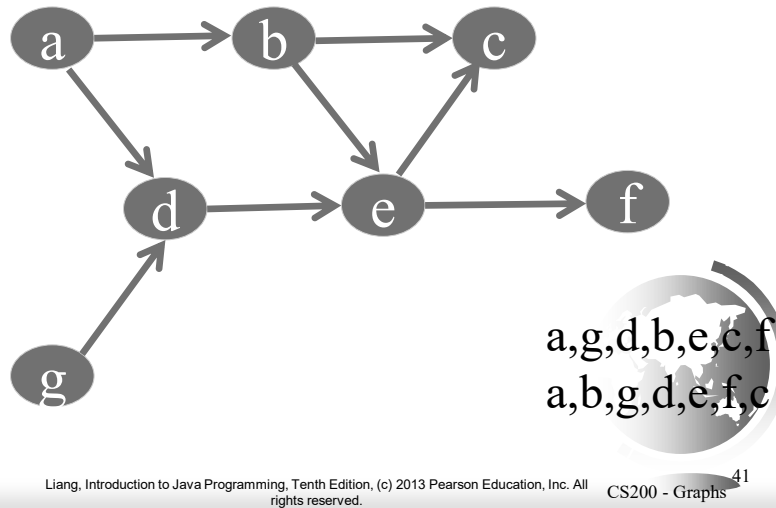 a b c
d e f
g
a,g,d,b,e,c,f
a,b,g,d,e,f,c
Liang, Introduction to Java Programming, Tenth Edition, (c) 2013 Pearson Education, Inc. All
rights reserved.
CS200 - Graphs 41